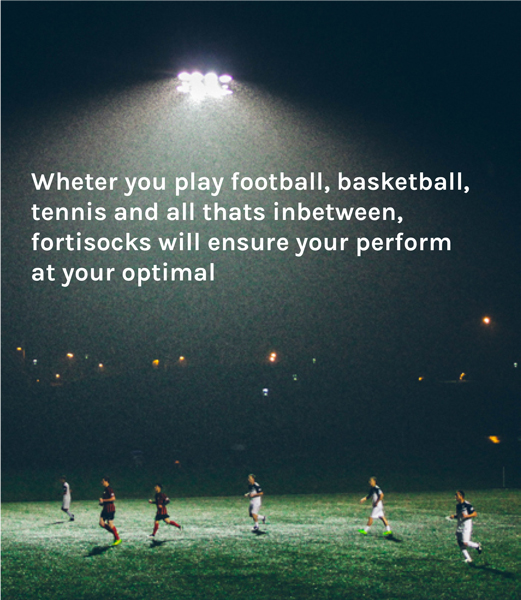 Wheter you play football, basketball,
tennis and all thats inbetween,
fortisocks will ensure your perform
at your optimal